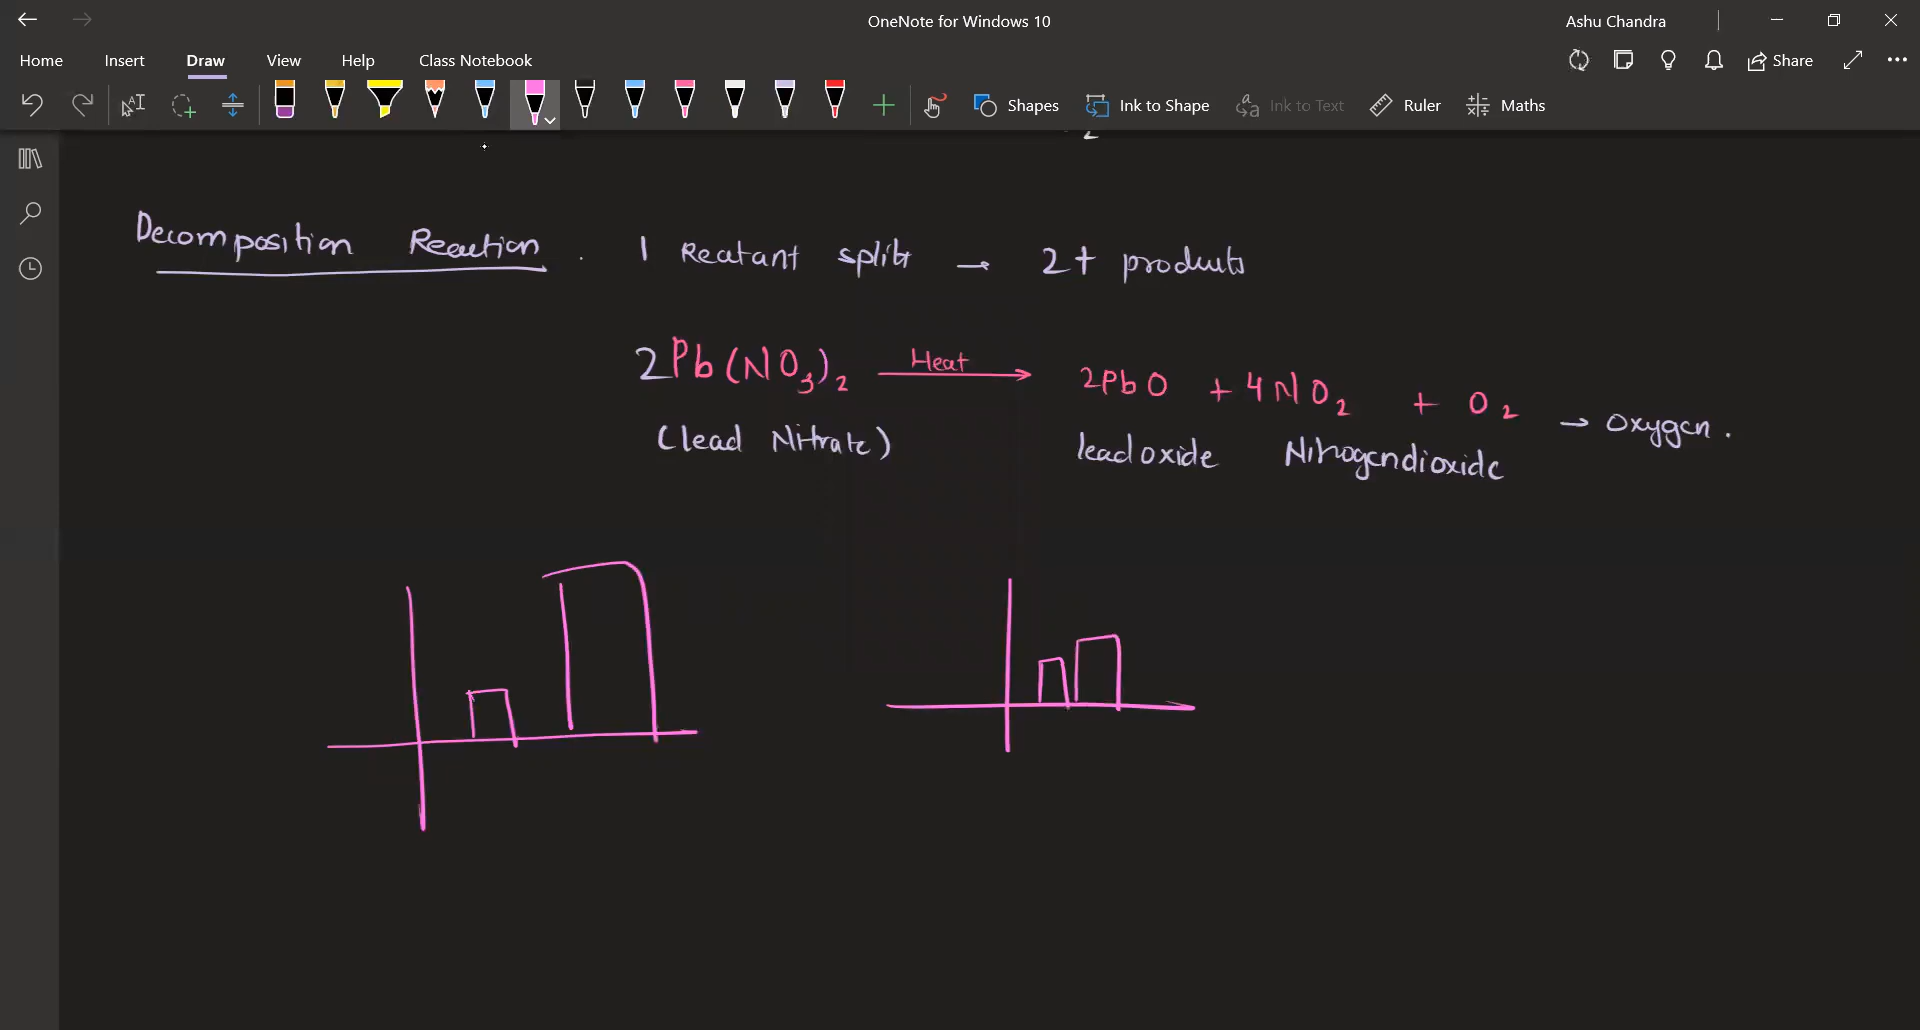 OneNote for Windows 10
Ashu Chandra
Home Insert Draw View Help Class Notebook
Share
Shapes Ink to Shape Ink to Text Ruler Maths
2
Decomposition Reaction . 1 Reatant split → 2+ products
2Pb(NO3)2 Heat → 2PbO + 4NO2 + O2 → Oxygen .
(lead Nitrate) lead oxide Nitrogendioxide